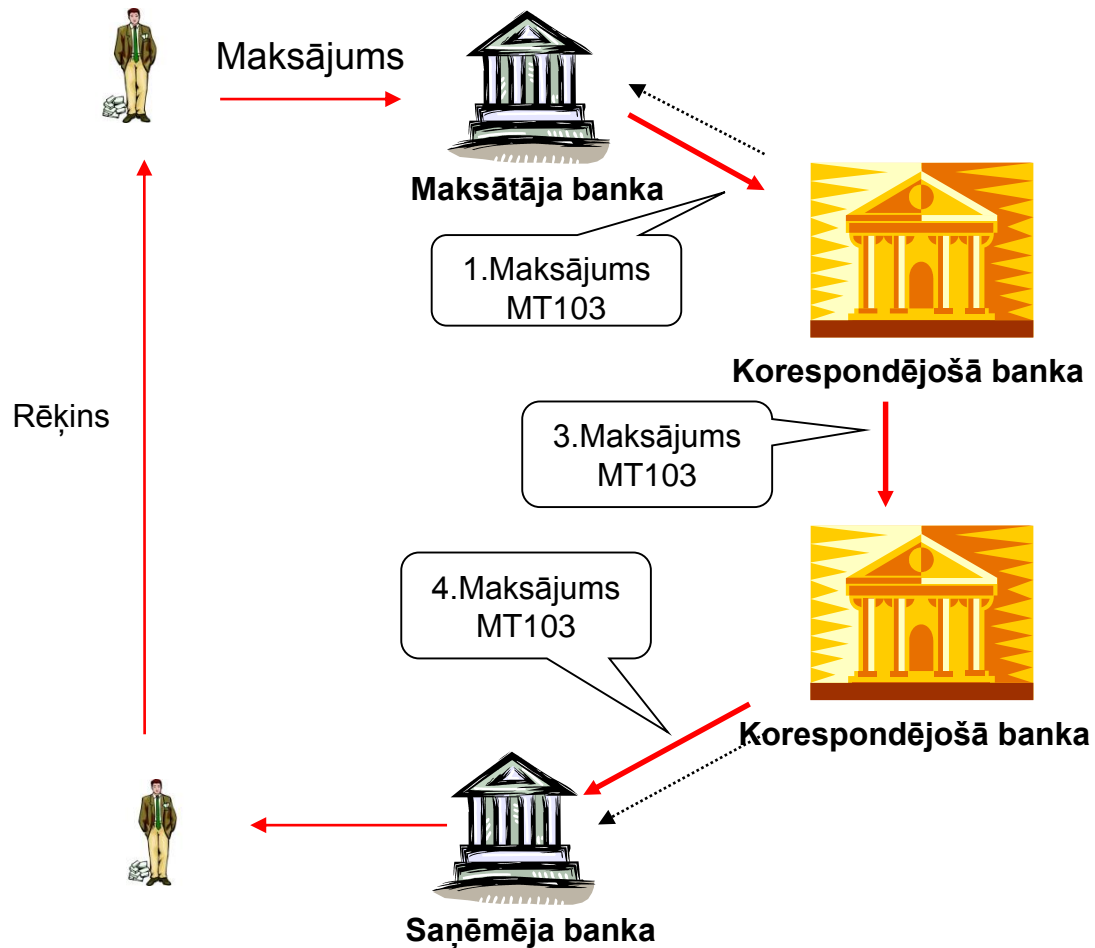 Maksājums
Maksātāja banka
1.Maksājums
MT103
Korespondējošā banka
Rēķins
3.Maksājums
MT103
4.Maksājums
MT103
Korespondējošā banka
Saņēmēja banka